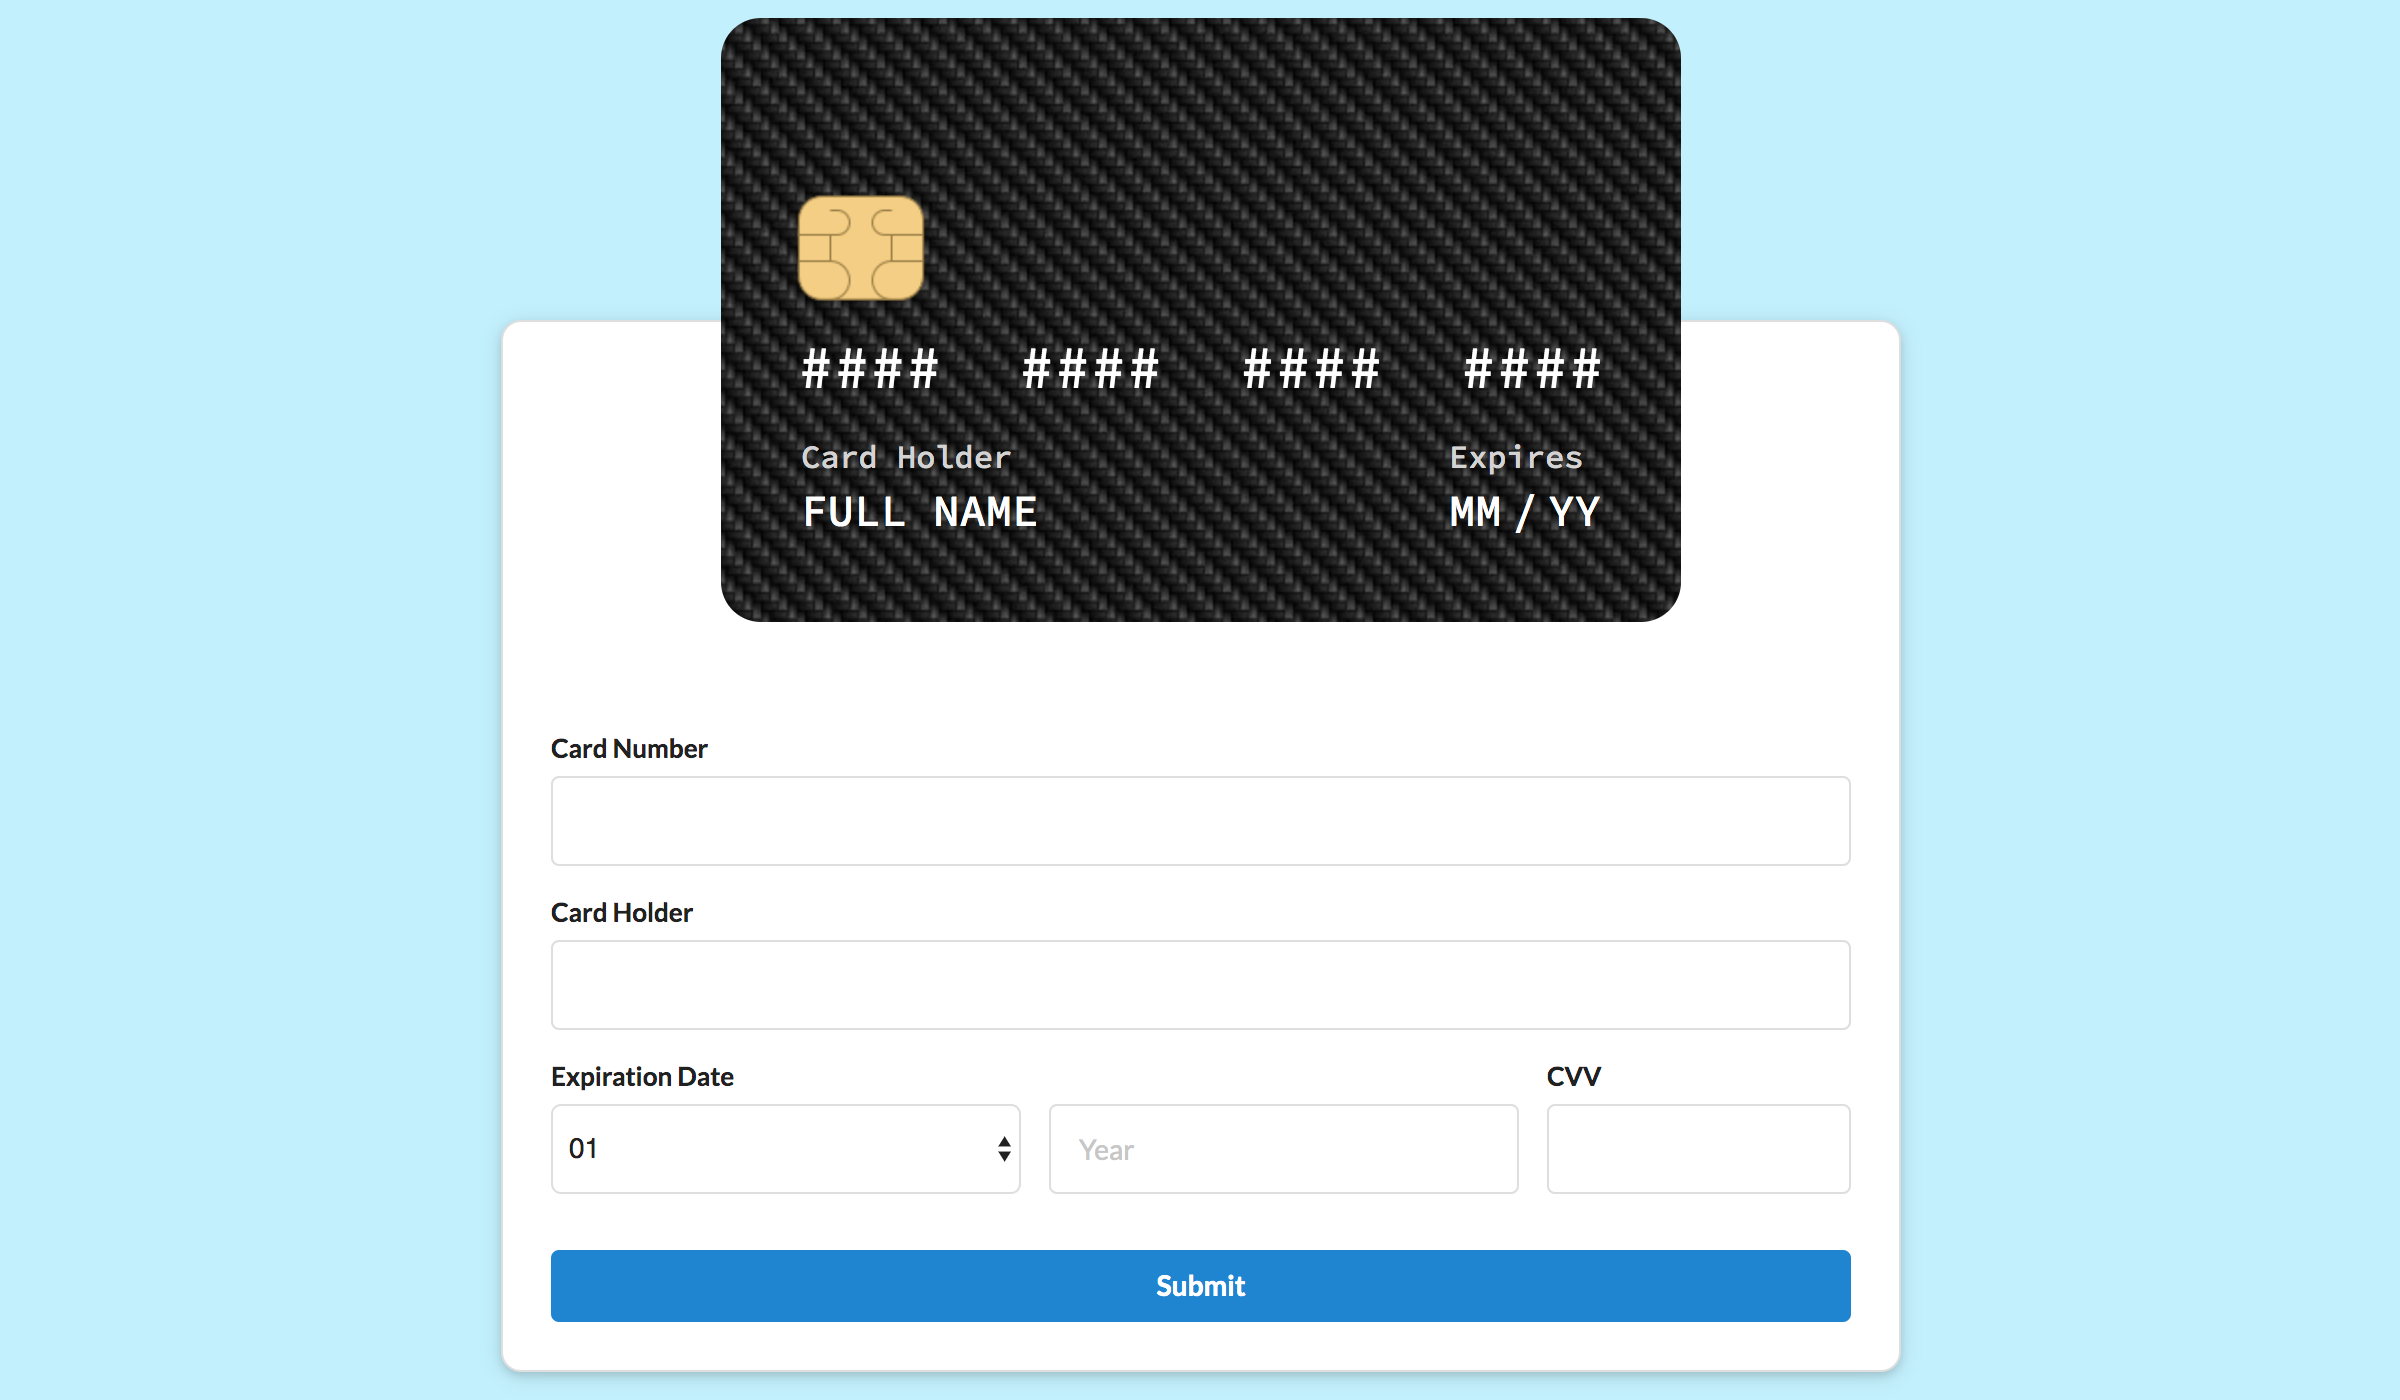 #### #### #### ####
Card Holder Expires
FULL NAME MM / YY
Card Number
Card Holder
Expiration Date CVV
01 Year
Submit